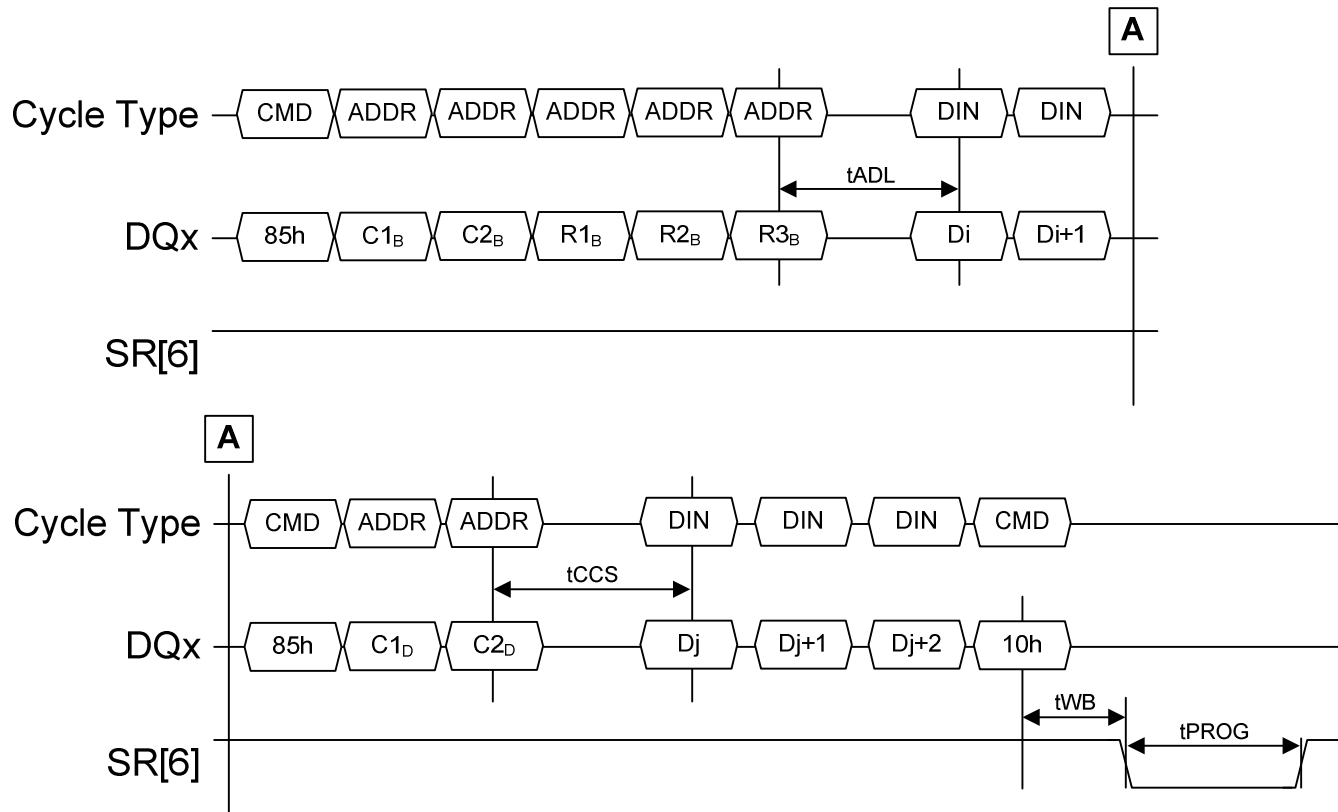 A
Cycle Type CMD ADDR ADDR ADDR ADDR ADDR DIN DIN
tADL
DQx 85h C1B C2B R1B R2B R3B Di Di+1
SR[6]
A
Cycle Type CMD ADDR ADDR DIN DIN DIN CMD
tCCS
DQx 85h C1D C2D Dj Dj+1 Dj+2 10h
tWB
tPROG
SR[6]